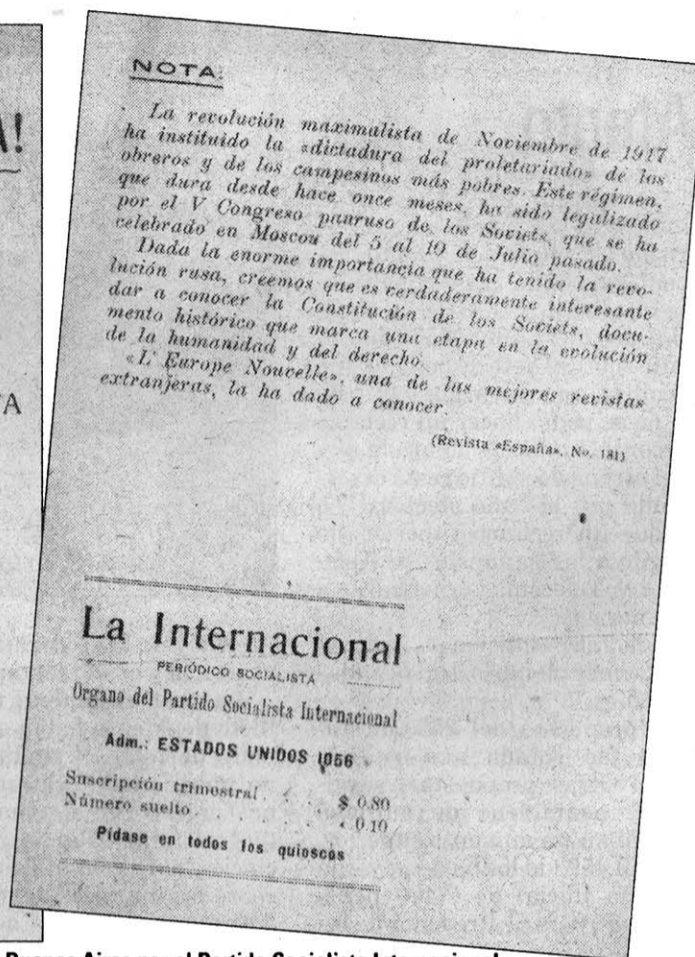 A!
TA
NOTA:
La revolución maximalista de Noviembre de 1917
ha instituido la «dictadura del proletariado» de los
obreros y de los campesinos más pobres. Este régimen,
que dura desde hace once meses, ha sido legalizado
por el V Congreso panruso de los Soviets, que se ha
celebrado en Moscou del 5 al 10 de Julio pasado.
Dada la enorme importancia que ha tenido la revo-
lución rusa, creemos que es verdaderamente interesante
dar a conocer la Constitución de los Soviets, docu-
mento histórico que marca una etapa en la evolución
de la humanidad y del derecho.
«L' Europe Nouvelle», una de las mejores revistas
extranjeras, la ha dado a conocer.
(Revista «España», No. 181)
La Internacional
PERIÓDICO SOCIALISTA
Organo del Partido Socialista Internacional
Adm.: ESTADOS UNIDOS 1056
Suscripción trimestral . . . $ 0.80
Número suelto . . . « 0.10
Pídase en todos los quioscos
Buenos Aires por el Partido Socialista Internacional